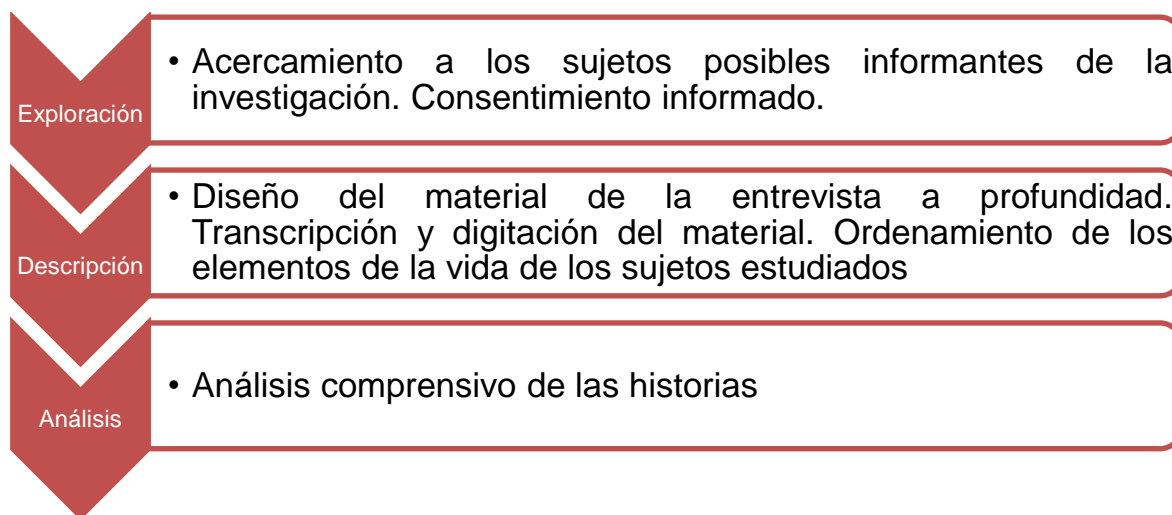 Exploración
• Acercamiento a los sujetos posibles informantes de la
investigación. Consentimiento informado.
Descripción
• Diseño del material de la entrevista a profundidad.
Transcripción y digitación del material. Ordenamiento de los
elementos de la vida de los sujetos estudiados
Análisis
• Análisis comprensivo de las historias